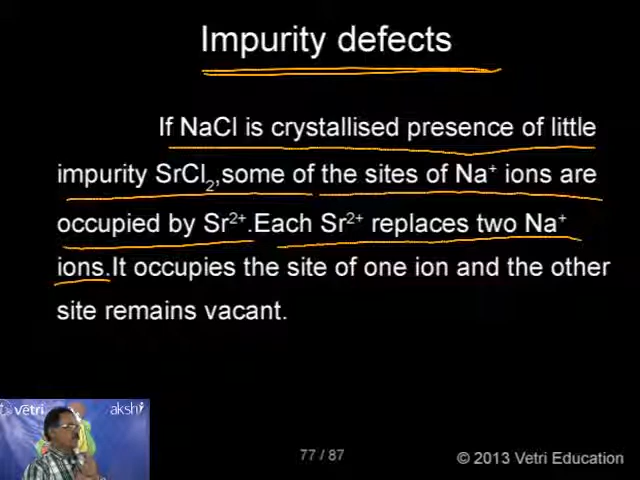 Impurity defects
If NaCl is crystallised presence of little
impurity SrCl₂,some of the sites of Na⁺ ions are
occupied by Sr²⁺.Each Sr²⁺ replaces two Na⁺
ions.It occupies the site of one ion and the other
site remains vacant.
vetri akshi
77 / 87
© 2013 Vetri Education